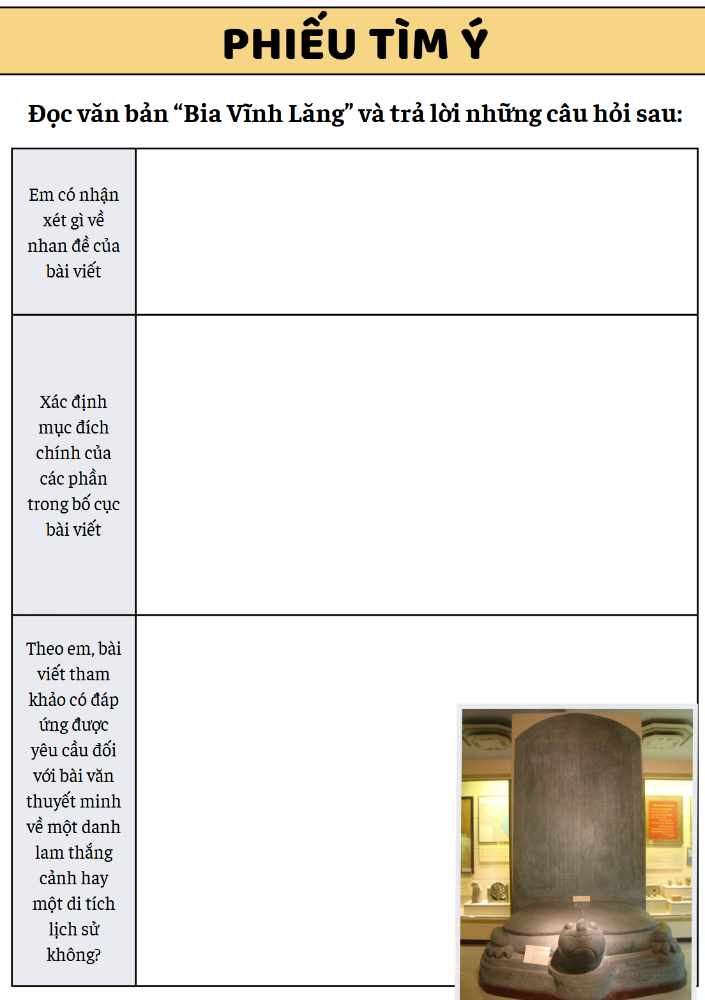 PHIẾU TÌM Ý
Đọc văn bản “Bia Vĩnh Lăng” và trả lời những câu hỏi sau:
Em có nhận
xét gì về
nhan đề của
bài viết
Xác định
mục đích
chính của
các phần
trong bố cục
bài viết
Theo em, bài
viết tham
khảo có đáp
ứng được
yêu cầu đối
với bài văn
thuyết minh
về một danh
lam thắng
cảnh hay
một di tích
lịch sử
không?